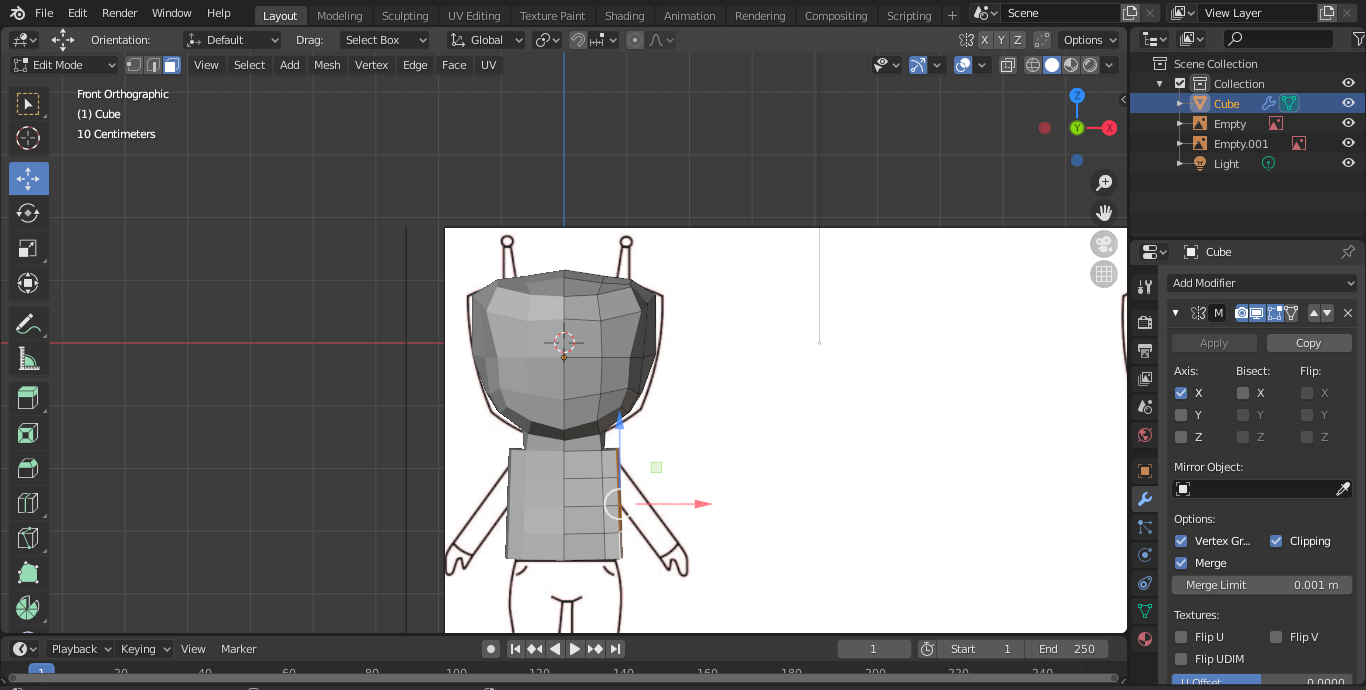 File Edit Render Window Help Layout Modeling Sculpting UV Editing Texture Paint Shading Animation Rendering Compositing Scripting + Scene View Layer
Orientation: Default Drag: Select Box Global X Y Z Options
Edit Mode View Select Add Mesh Vertex Edge Face UV
Front Orthographic
(1) Cube
10 Centimeters
Z
Y
X
Scene Collection
Collection
Cube
Empty
Empty.001
Light
Cube
Add Modifier
M
Apply Copy
Axis: Bisect: Flip:
X X X
Y Y Y
Z Z Z
Mirror Object:
Options:
Vertex Gr... Clipping
Merge
Merge Limit 0.001 m
Textures:
Flip U Flip V
Flip UDIM
U Offset 0.0000
Playback Keying View Marker 1 Start 1 End 250
1 20 40 60 80 100 120 140 160 180 200 220 240